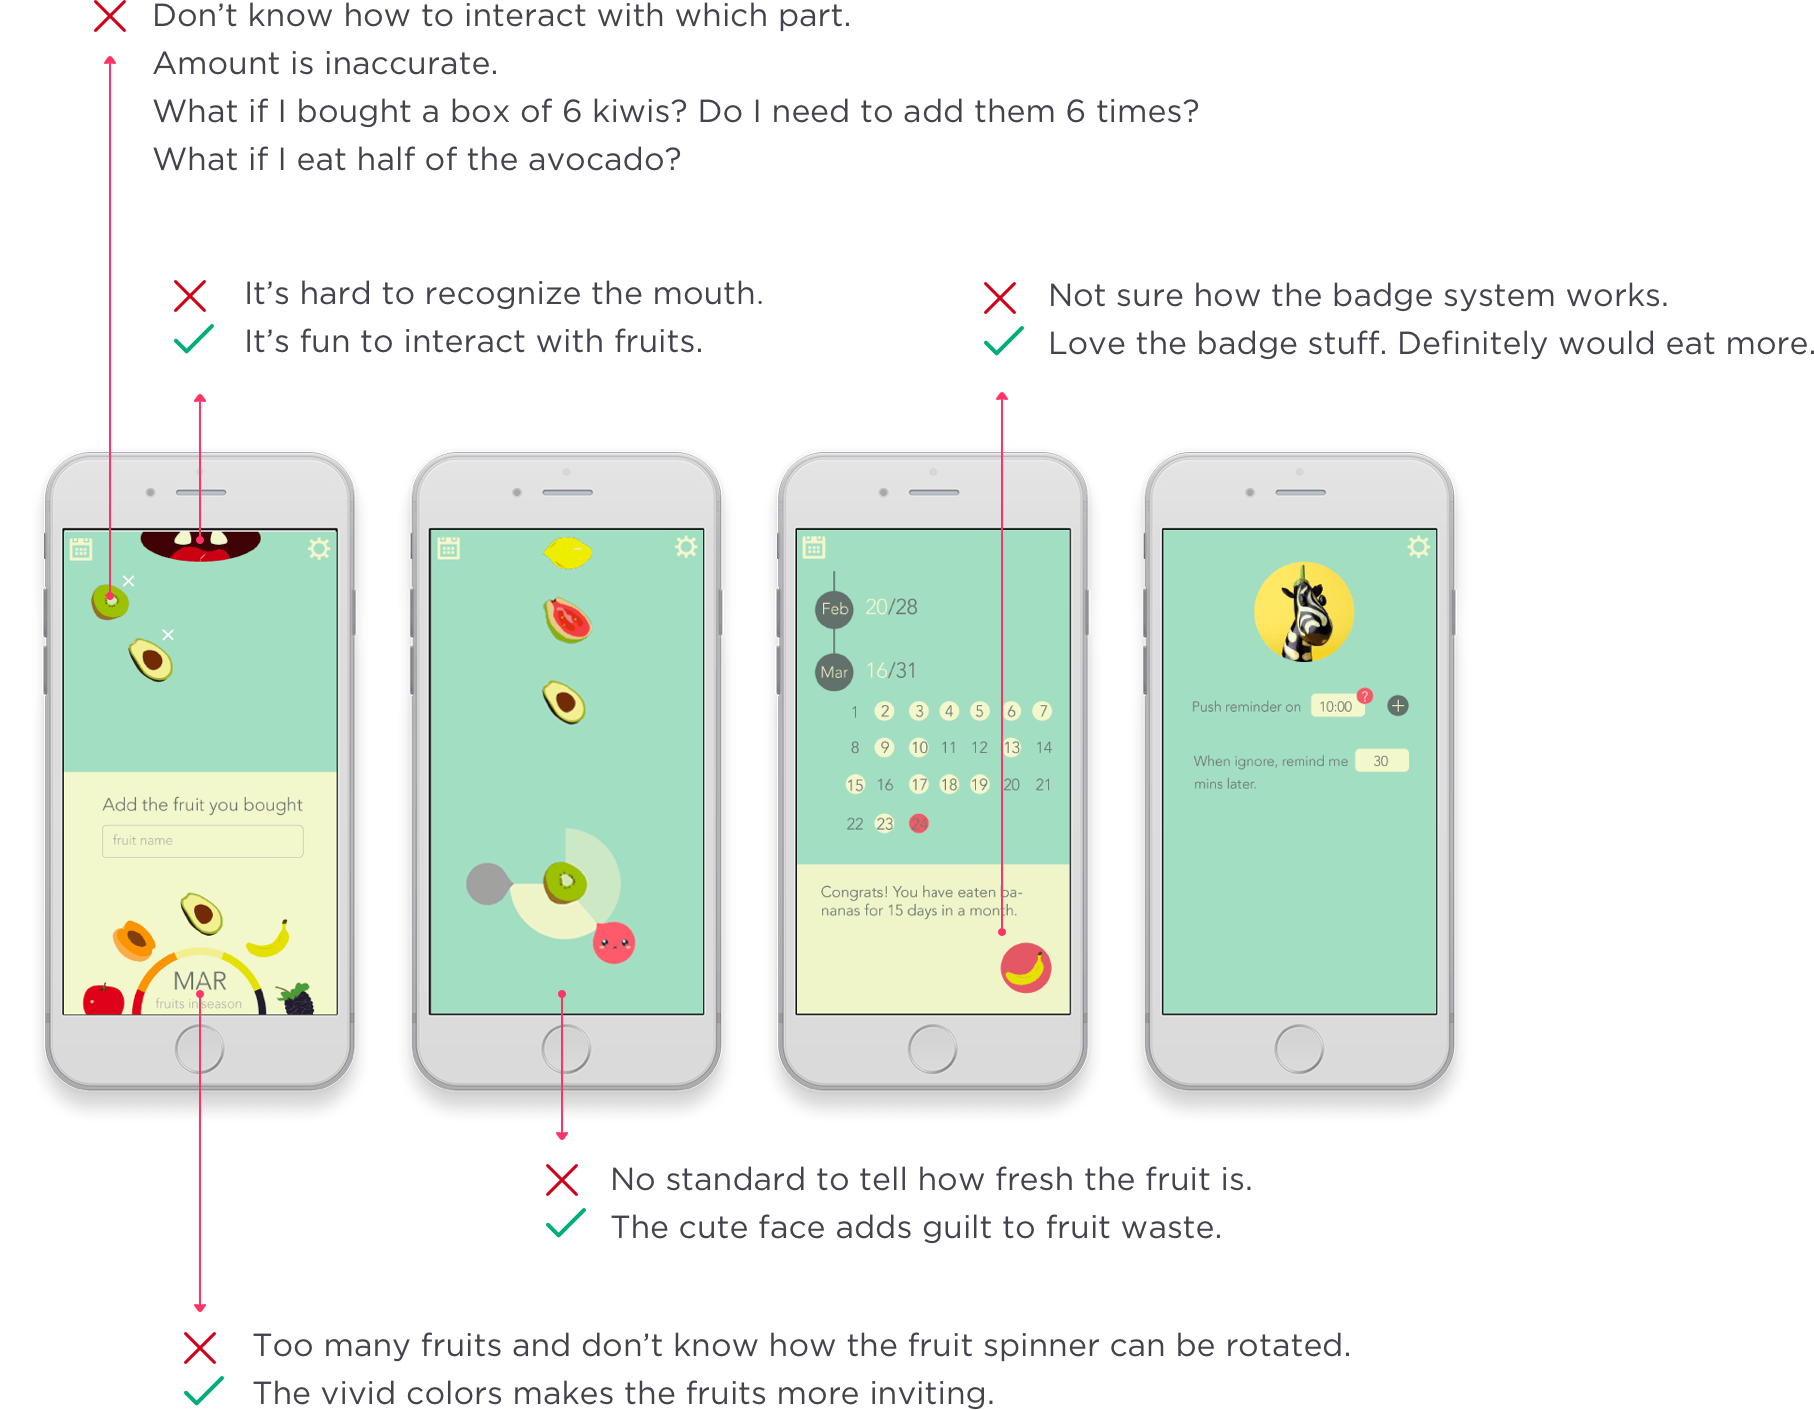 Don’t know how to interact with which part.
Amount is inaccurate.
What if I bought a box of 6 kiwis? Do I need to add them 6 times?
What if I eat half of the avocado?
It’s hard to recognize the mouth.
It’s fun to interact with fruits.
Not sure how the badge system works.
Love the badge stuff. Definitely would eat more.
Add the fruit you bought
fruit name
MAR
fruits in season
Feb 20/28
Mar 16/31
1 2 3 4 5 6 7
8 9 10 11 12 13 14
15 16 17 18 19 20 21
22 23 24
Congrats! You have eaten ba-
nanas for 15 days in a month.
Push reminder on 10:00 ? +
When ignore, remind me 30
mins later.
No standard to tell how fresh the fruit is.
The cute face adds guilt to fruit waste.
Too many fruits and don’t know how the fruit spinner can be rotated.
The vivid colors makes the fruits more inviting.